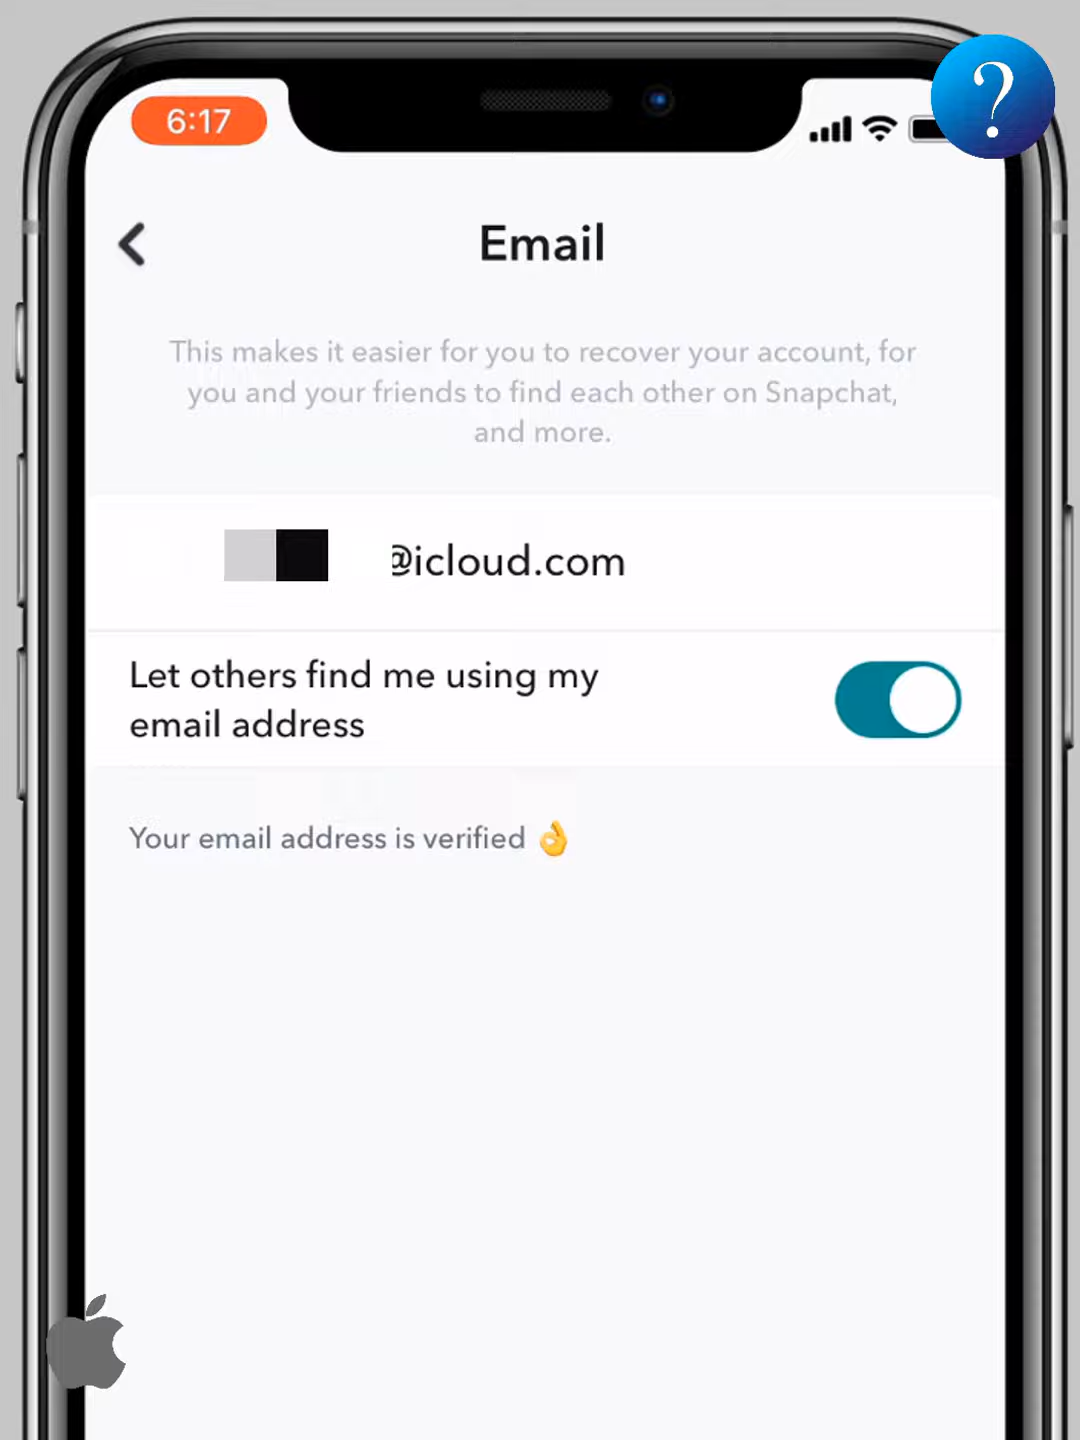 6:17
?
Email
This makes it easier for you to recover your account, for
you and your friends to find each other on Snapchat,
and more.
@icloud.com
Let others find me using my
email address
Your email address is verified 👌